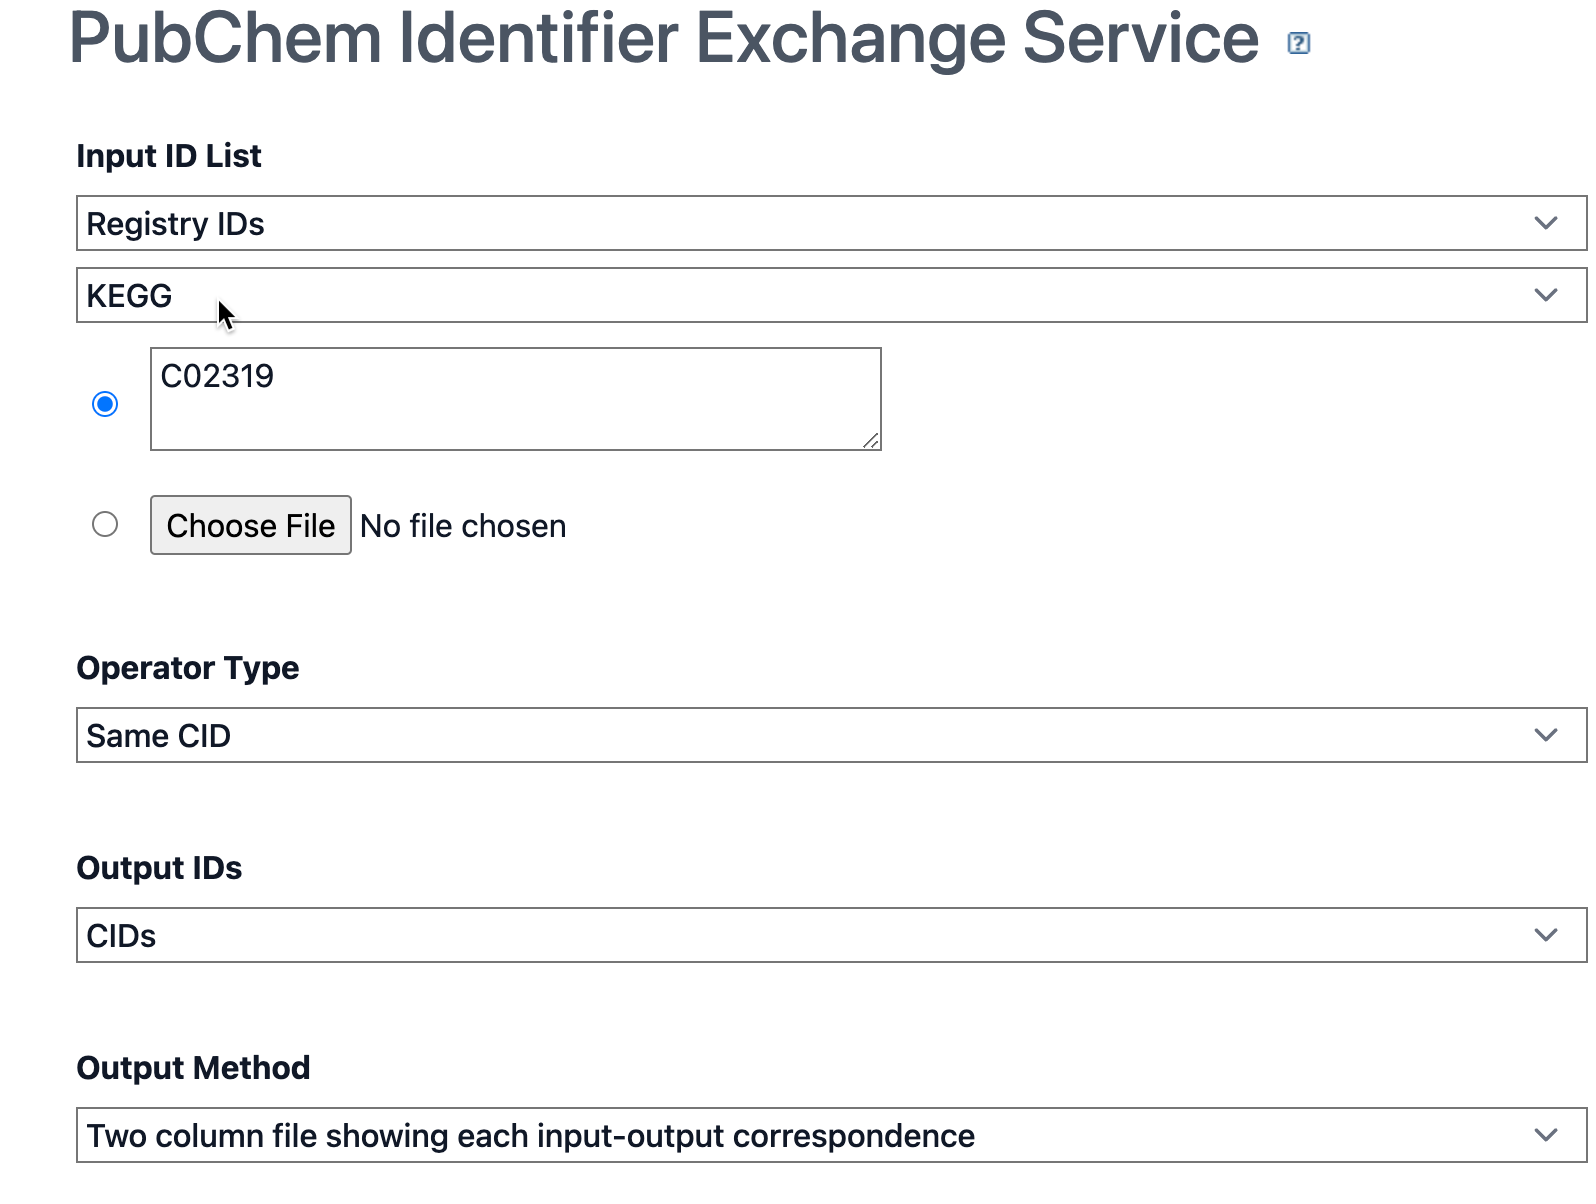 PubChem Identifier Exchange Service ?
Input ID List
Registry IDs
KEGG
C02319
Choose File No file chosen
Operator Type
Same CID
Output IDs
CIDs
Output Method
Two column file showing each input-output correspondence